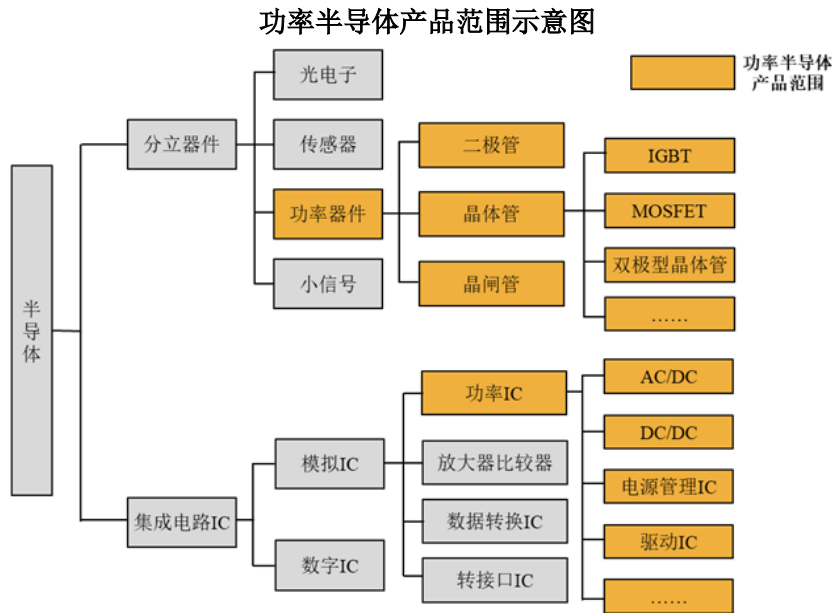 功率半导体产品范围示意图
功率半导体
产品范围
半
导
体
分立器件
光电子
传感器
功率器件
小信号
二极管
晶体管
晶闸管
IGBT
MOSFET
双极型晶体管
……
集成电路IC
模拟IC
数字IC
功率IC
放大器比较器
数据转换IC
转接口IC
AC/DC
DC/DC
电源管理IC
驱动IC
……